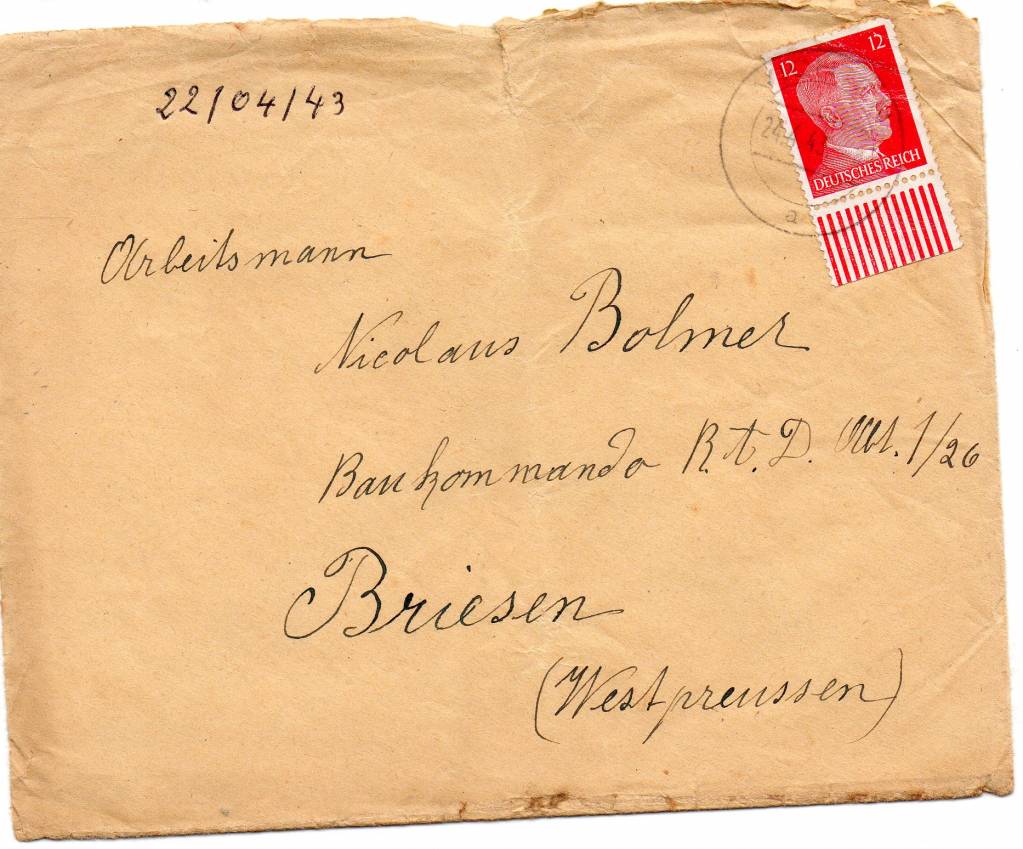 22/04/43
12 12
DEUTSCHES REICH
a
Arbeitsmann
Nicolaus Bolmer
Baukommando R.A.D. Abt. 1/26
Briesen
(Westpreussen)